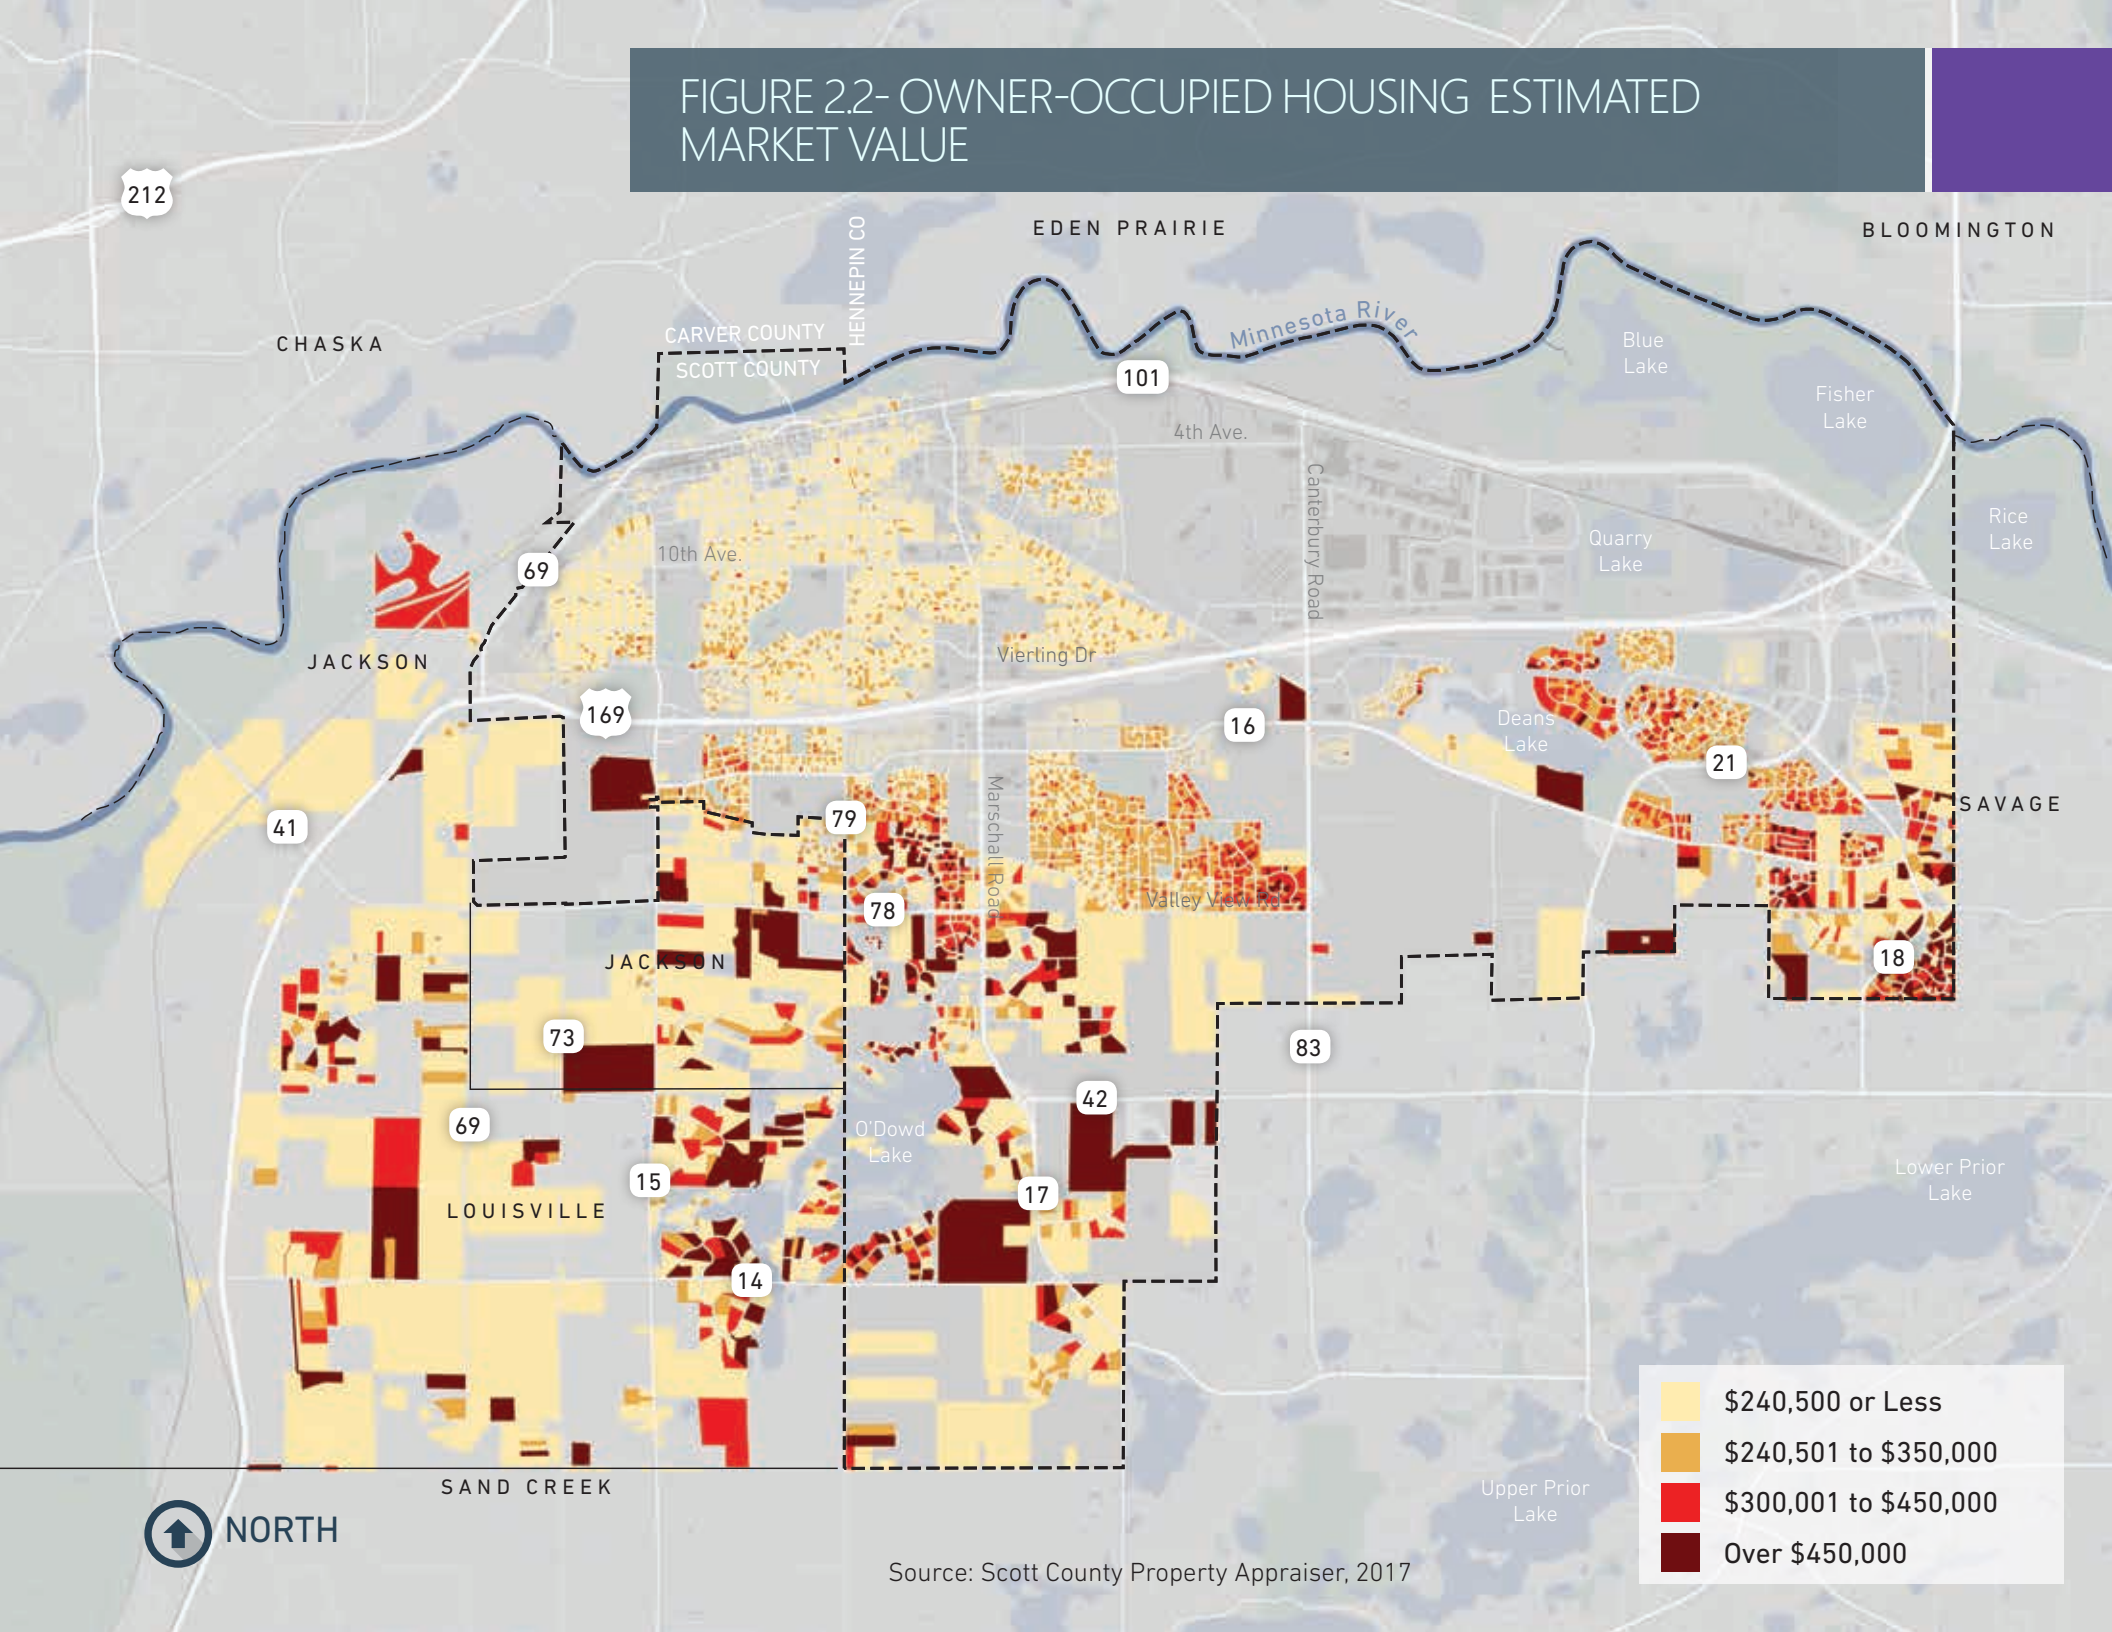 FIGURE 2.2- OWNER-OCCUPIED HOUSING ESTIMATED
MARKET VALUE
212
EDEN PRAIRIE
BLOOMINGTON
HENNEPIN CO
CARVER COUNTY
SCOTT COUNTY
CHASKA
Minnesota River
Blue
Lake
101
Fisher
Lake
4th Ave.
Canterbury Road
Rice
Lake
Quarry
Lake
10th Ave.
69
JACKSON
Vierling Dr
169
16
Deans
Lake
21
SAVAGE
41
79
Marschall Road
78
Valley View Rd
JACKSON
18
73
83
42
69
O'Dowd
Lake
15
17
Lower Prior
Lake
LOUISVILLE
14
SAND CREEK
Upper Prior
Lake
NORTH
Source: Scott County Property Appraiser, 2017
$240,500 or Less
$240,501 to $350,000
$300,001 to $450,000
Over $450,000